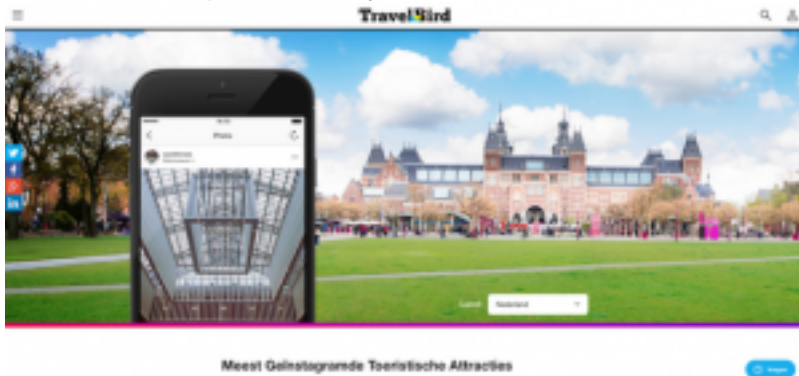 TravelBird
Photo
Land: Nederland
Meest Geïnstagramde Toeristische Attracties